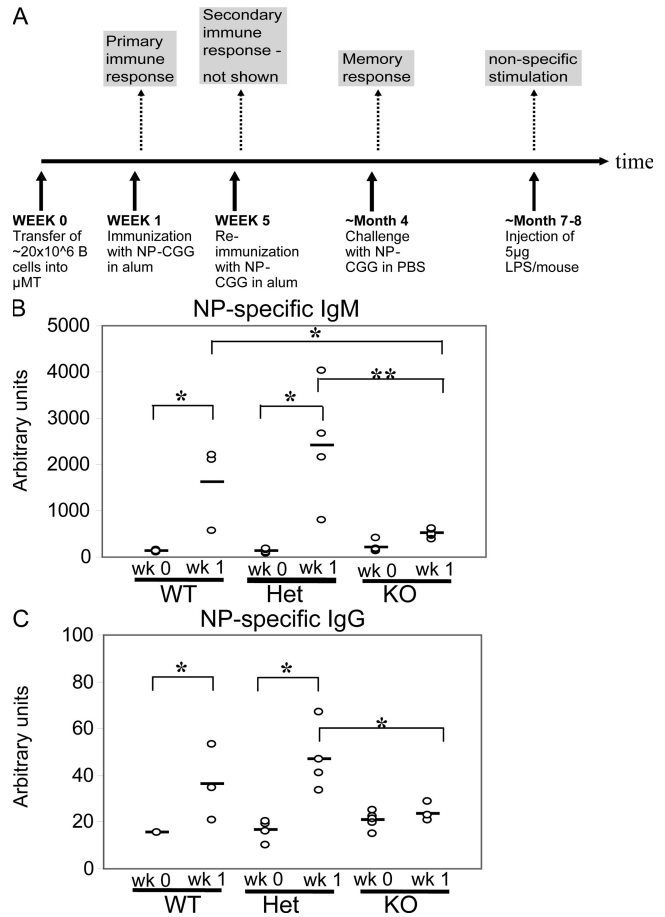 A
Primary
immune
response
Secondary
immune
response -
not shown
Memory
response
non-specific
stimulation
time
WEEK 0
Transfer of
~20x10^6 B
cells into
µMT
WEEK 1
Immunization
with NP-CGG
in alum
WEEK 5
Re-
immunization
with NP-
CGG in alum
~Month 4
Challenge
with NP-
CGG in PBS
~Month 7-8
Injection of
5µg
LPS/mouse
B
NP-specific IgM
Arbitrary units
5000
4000
3000
2000
1000
0
*
*
*
**
wk 0 wk 1 wk 0 wk 1 wk 0 wk 1
WT Het KO
C
NP-specific IgG
Arbitrary units
100
80
60
40
20
0
*
*
*
wk 0 wk 1 wk 0 wk 1 wk 0 wk 1
WT Het KO